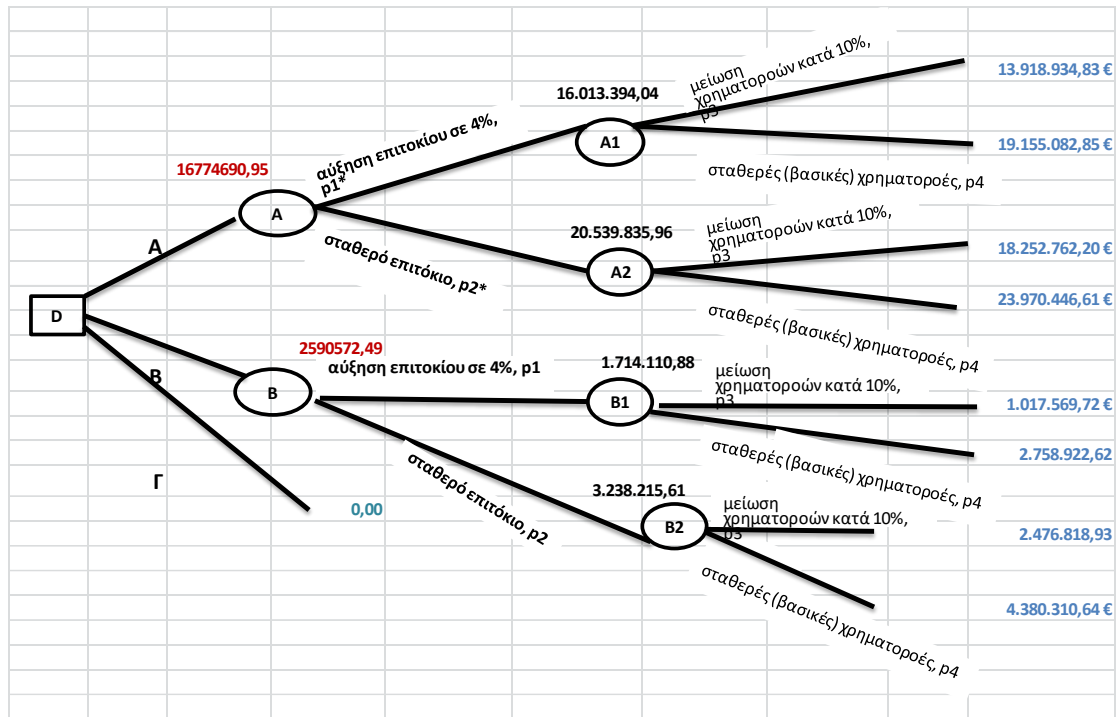 μείωση
χρηματοροών κατά 10%,
p3
13.918.934,83 €
16.013.394,04
αύξηση επιτοκίου σε 4%,
p1*
A1
19.155.082,85 €
16774690,95
σταθερές (βασικές) χρηματοροές, p4
A
μείωση
χρηματοροών κατά 10%,
p3
20.539.835,96
18.252.762,20 €
A
σταθερό επιτόκιο, p2*
A2
23.970.446,61 €
D
σταθερές (βασικές) χρηματοροές, p4
2590572,49
αύξηση επιτοκίου σε 4%, p1
1.714.110,88
μείωση
χρηματοροών κατά 10%,
p3
B
B
B1
1.017.569,72 €
2.758.922,62
σταθερές (βασικές) χρηματοροές, p4
Γ
σταθερό επιτόκιο, p2
3.238.215,61
0,00
μείωση
χρηματοροών κατά 10%,
p3
B2
2.476.818,93
σταθερές (βασικές) χρηματοροές, p4
4.380.310,64 €